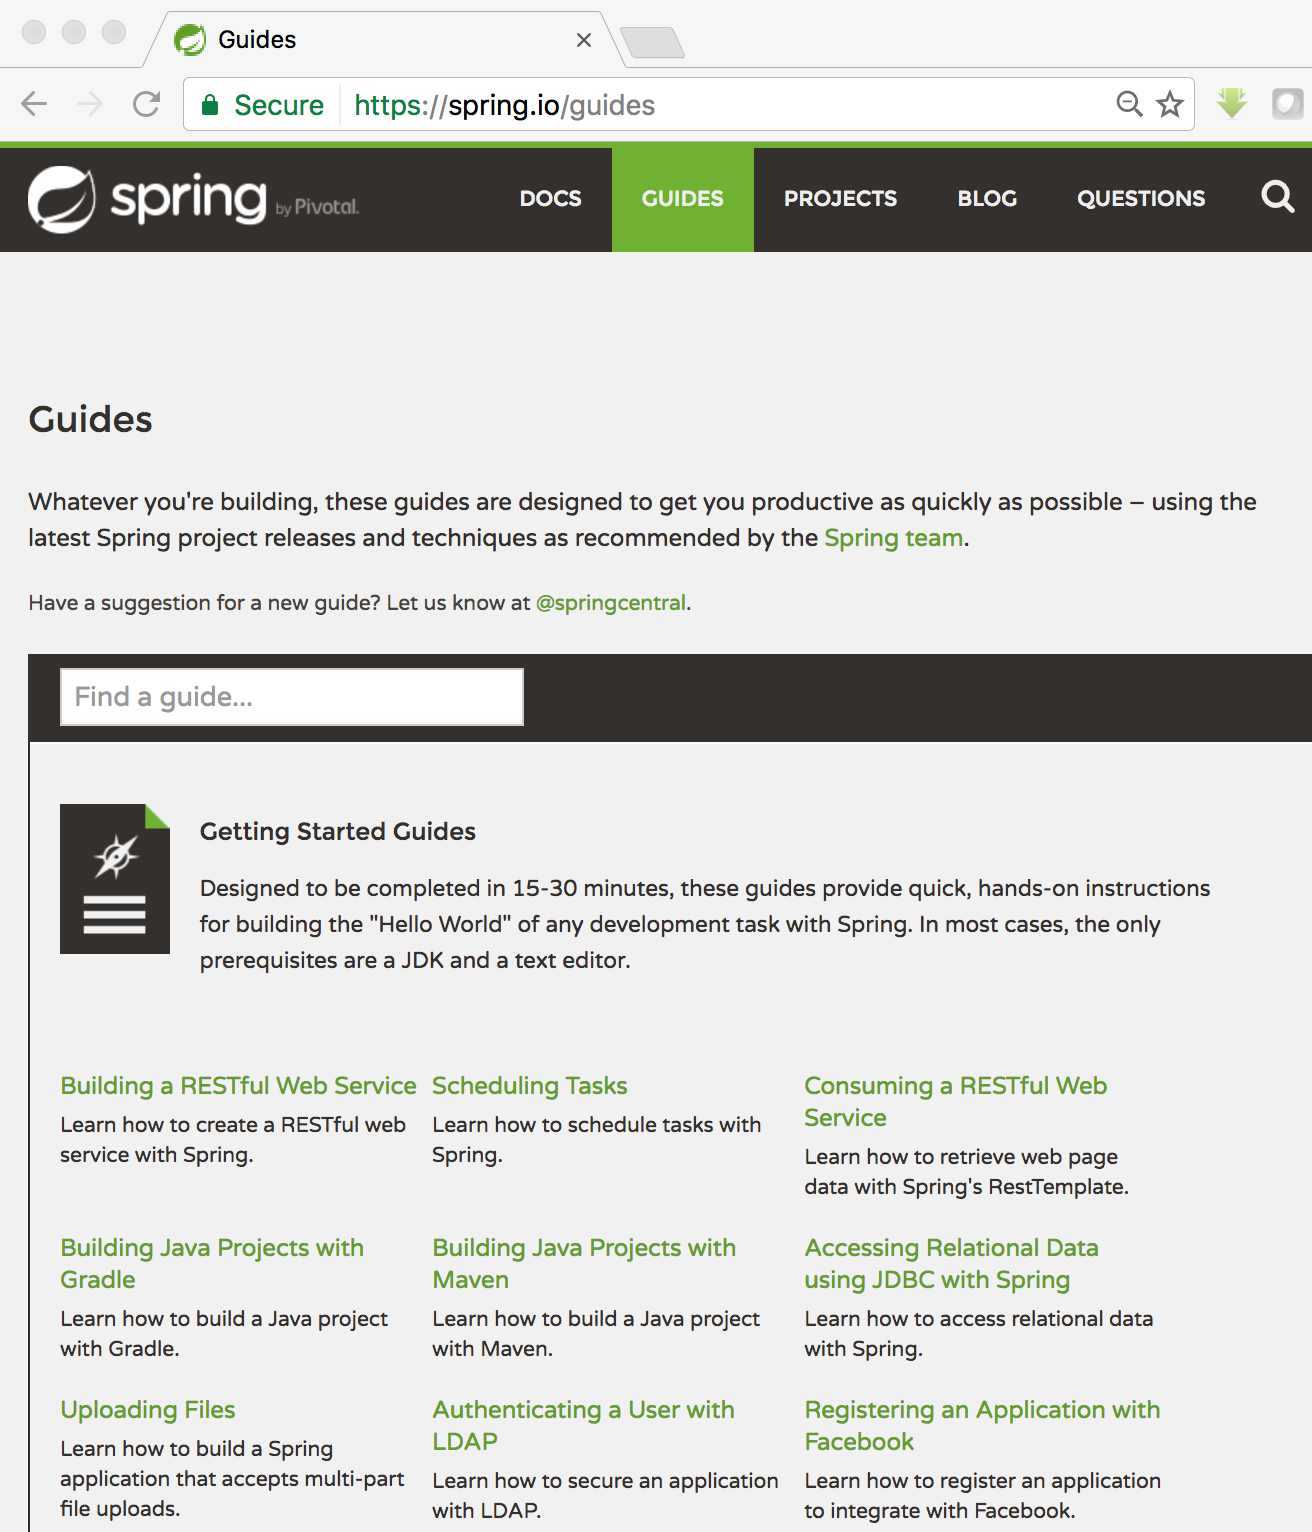 Guides
Secure https://spring.io/guides
spring by Pivotal.
DOCS GUIDES PROJECTS BLOG QUESTIONS
Guides
Whatever you're building, these guides are designed to get you productive as quickly as possible – using the
latest Spring project releases and techniques as recommended by the Spring team.
Have a suggestion for a new guide? Let us know at @springcentral.
Find a guide...
Getting Started Guides
Designed to be completed in 15-30 minutes, these guides provide quick, hands-on instructions
for building the "Hello World" of any development task with Spring. In most cases, the only
prerequisites are a JDK and a text editor.
Building a RESTful Web Service
Learn how to create a RESTful web
service with Spring.
Scheduling Tasks
Learn how to schedule tasks with
Spring.
Consuming a RESTful Web
Service
Learn how to retrieve web page
data with Spring's RestTemplate.
Building Java Projects with
Gradle
Learn how to build a Java project
with Gradle.
Building Java Projects with
Maven
Learn how to build a Java project
with Maven.
Accessing Relational Data
using JDBC with Spring
Learn how to access relational data
with Spring.
Uploading Files
Learn how to build a Spring
application that accepts multi-part
file uploads.
Authenticating a User with
LDAP
Learn how to secure an application
with LDAP.
Registering an Application with
Facebook
Learn how to register an application
to integrate with Facebook.